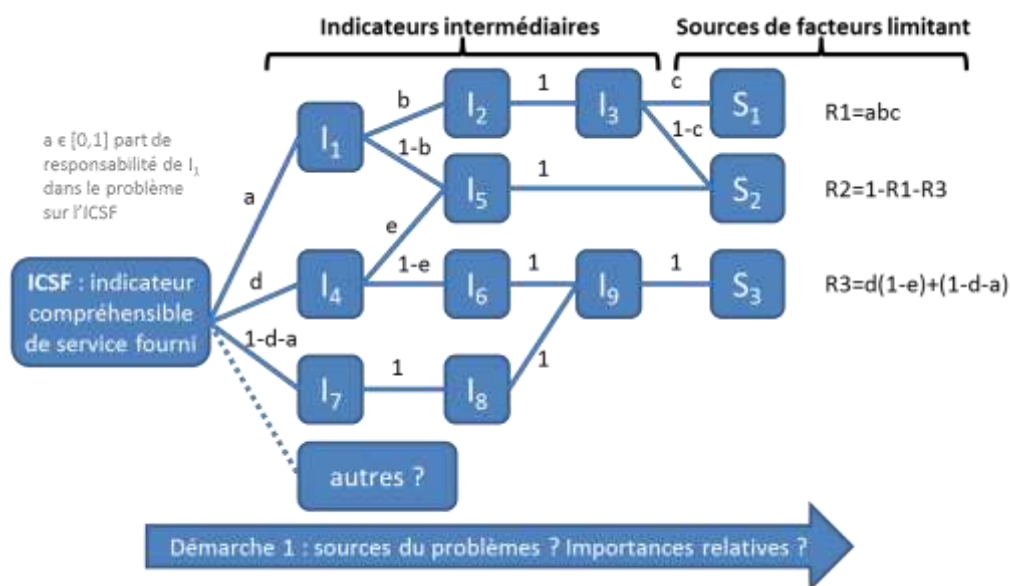 Indicateurs intermédiaires
Sources de facteurs limitant
a ϵ [0,1] part de
responsabilité de I1
dans le problème
sur l'ICSF
ICSF : indicateur
compréhensible
de service fourni
a
d
1-d-a
I1
I4
I7
autres ?
b
1-b
e
1-e
1
I2
I5
I6
I8
1
1
1
1
I3
I9
c
1-c
1
S1
S2
S3
R1=abc
R2=1-R1-R3
R3=d(1-e)+(1-d-a)
Démarche 1 : sources du problèmes ? Importances relatives ?